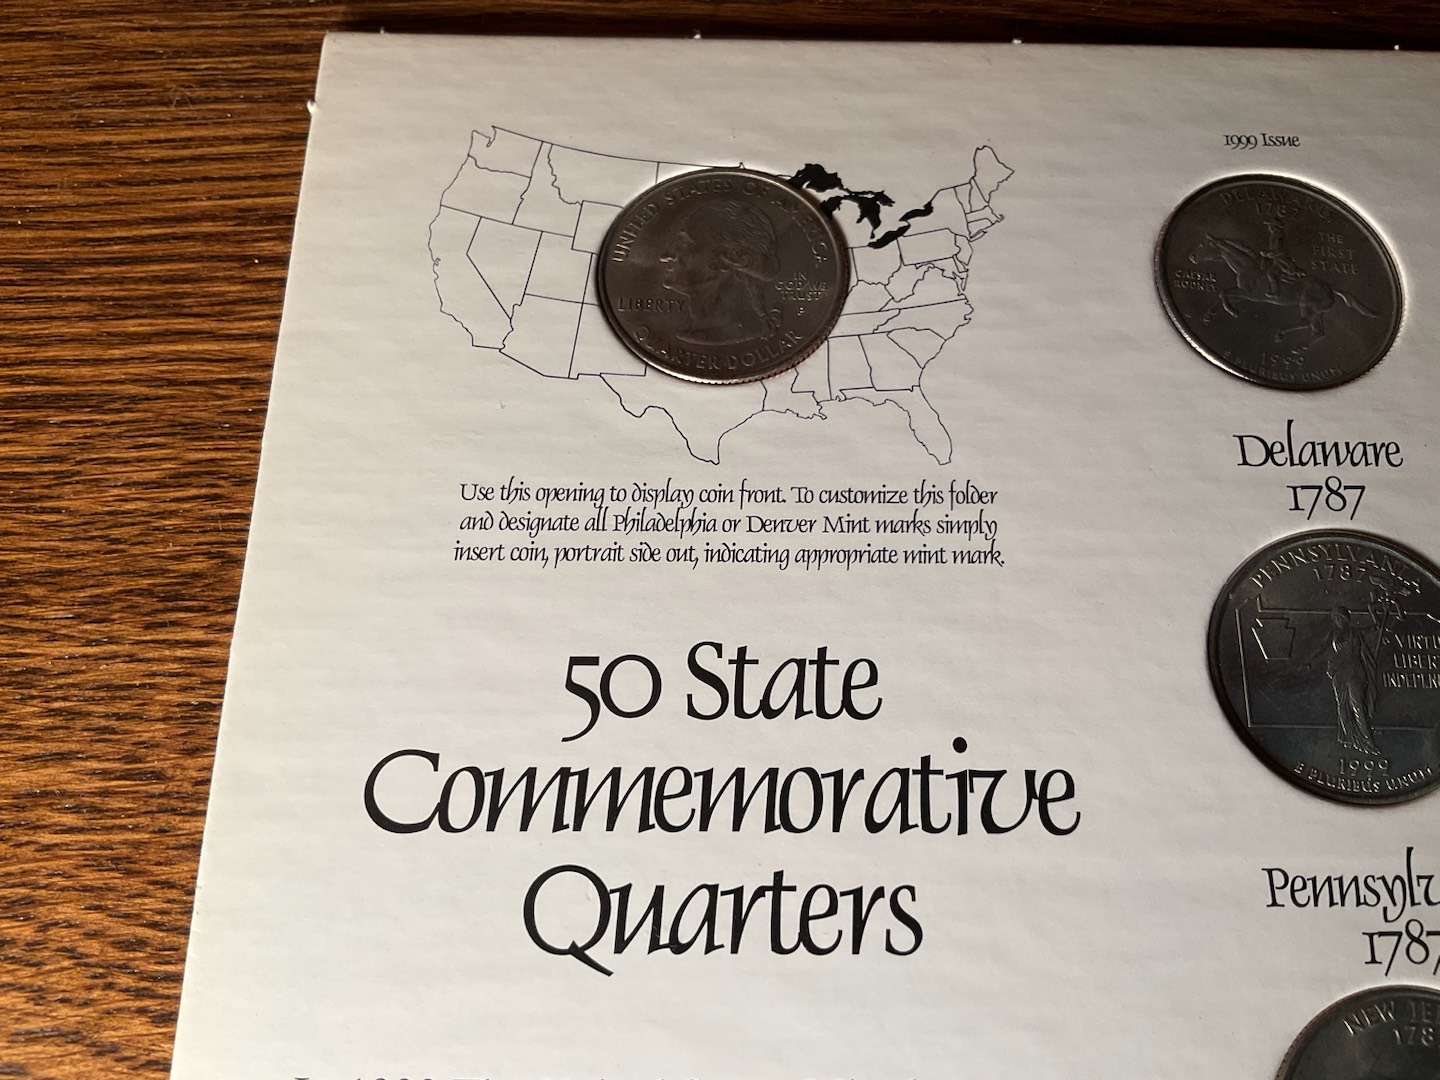 1999 Issue
UNITED STATES OF AMERICA
LIBERTY
IN
GOD WE
TRUST
P
QUARTER DOLLAR
DELAWARE
1787
THE
FIRST
STATE
CAESAR
RODNEY
1999
E PLURIBUS UNUM
Delaware
1787
Use this opening to display coin front. To customize this folder
and designate all Philadelphia or Denver Mint marks simply
insert coin, portrait side out, indicating appropriate mint mark.
PENNSYLVANIA
1787
1999
E PLURIBUS UNUM
50 State
Commemorative
Quarters
1787
NEW